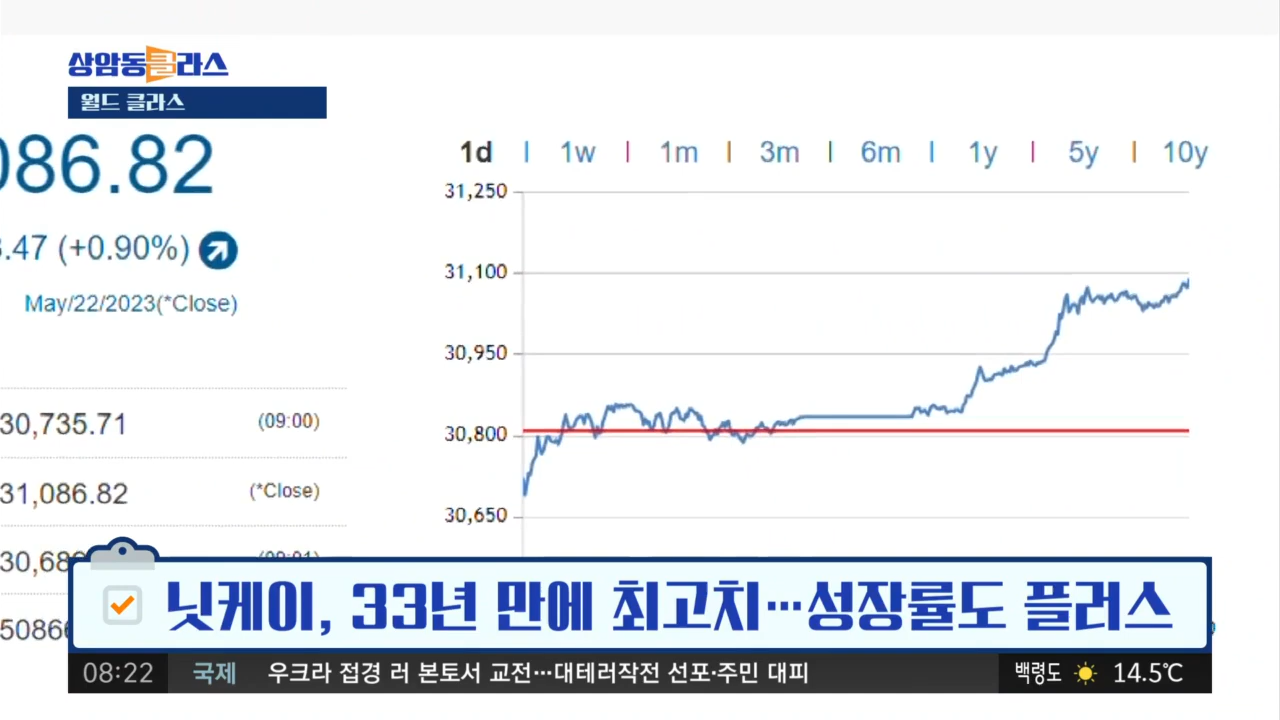 상암동클라스
월드 클라스
086.82
.47 (+0.90%)
May/22/2023(*Close)
30,735.71 (09:00)
31,086.82 (*Close)
1d 1w 1m 3m 6m 1y 5y 10y
31,250
31,100
30,950
30,800
30,650
닛케이, 33년 만에 최고치…성장률도 플러스
08:22 국제 우크라 접경 러 본토서 교전…대테러작전 선포·주민 대피 백령도 14.5℃